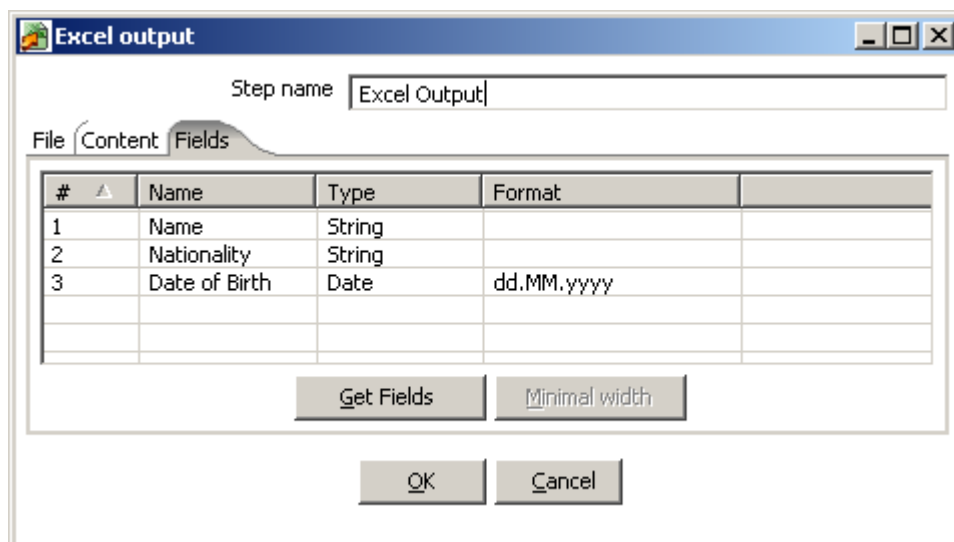 Excel output
Step name Excel Output
File Content Fields
# Name Type Format
1 Name String
2 Nationality String
3 Date of Birth Date dd.MM.yyyy
Get Fields Minimal width
OK Cancel